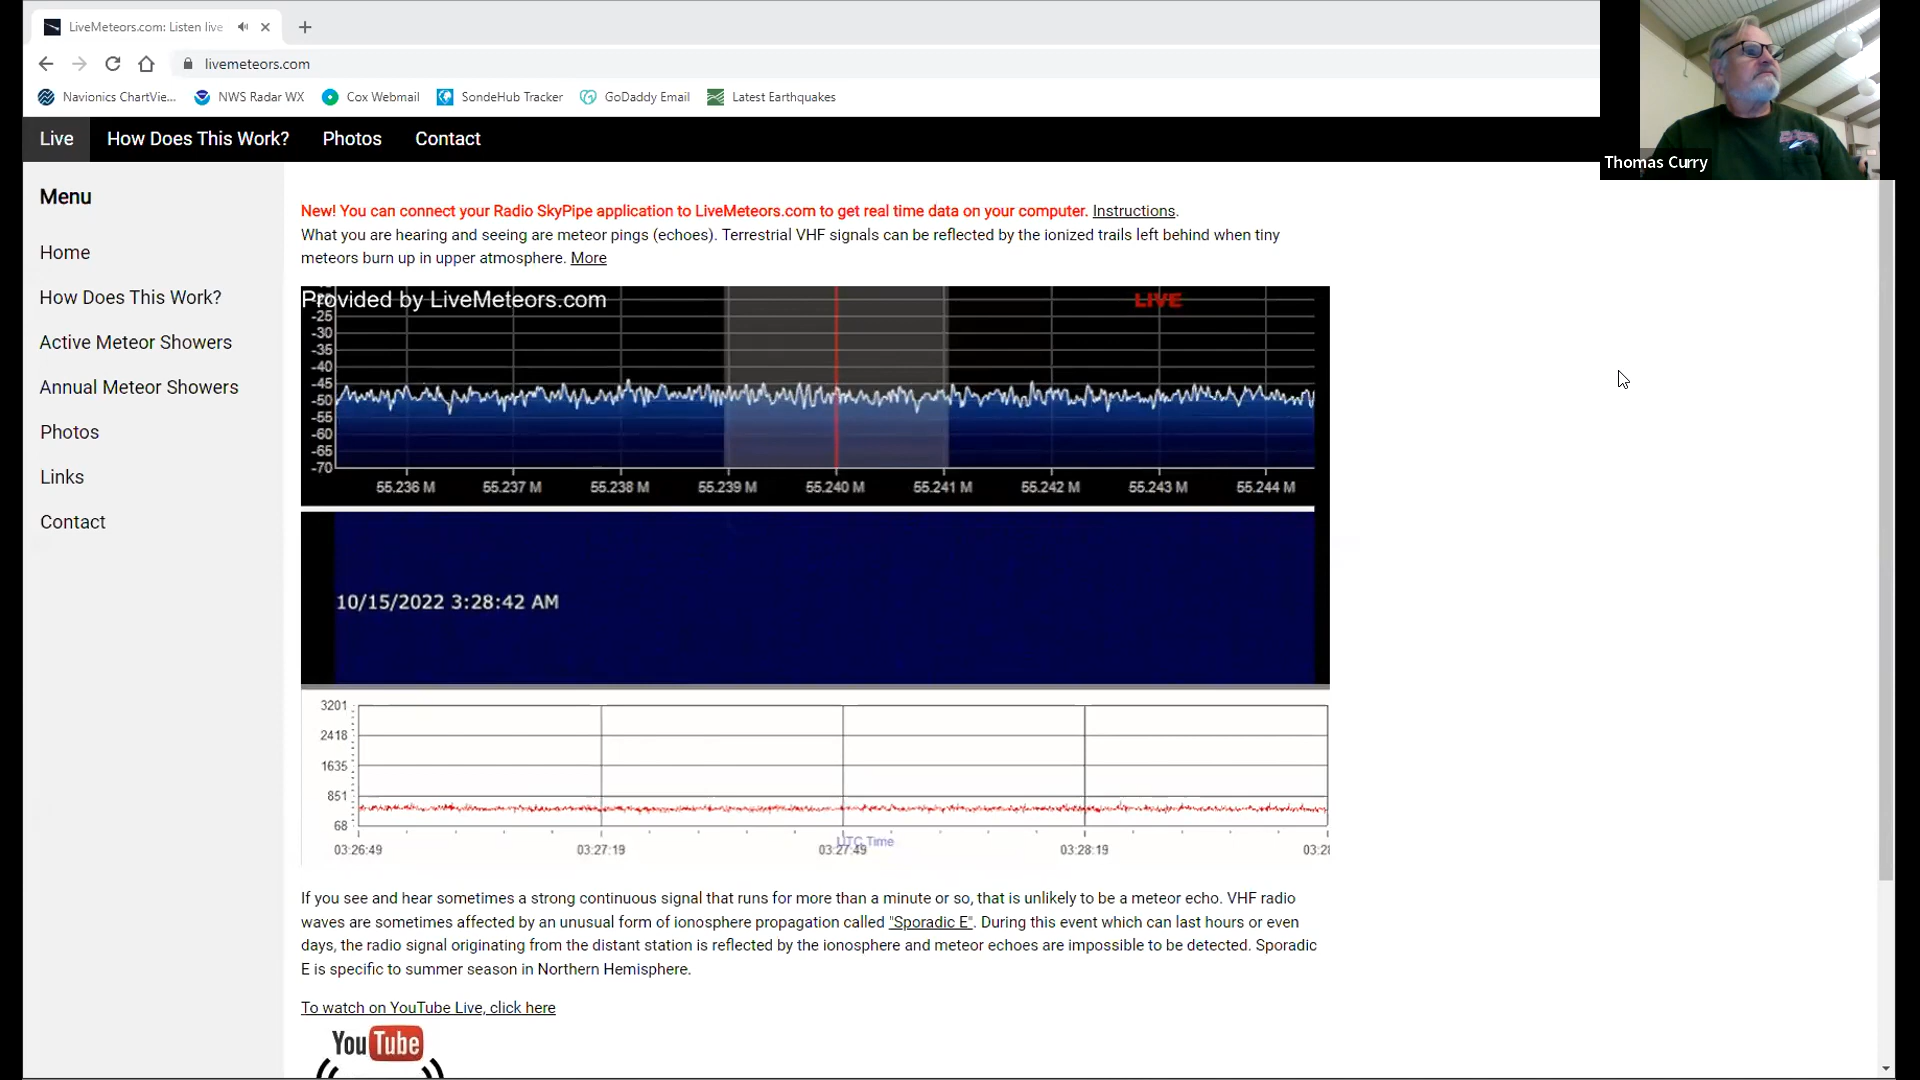 LiveMeteors.com: Listen live
livemeteors.com
Navionics ChartVie... NWS Radar WX Cox Webmail SondeHub Tracker GoDaddy Email Latest Earthquakes
Live How Does This Work? Photos Contact
Thomas Curry
Menu
Home
How Does This Work?
Active Meteor Showers
Annual Meteor Showers
Photos
Links
Contact
New! You can connect your Radio SkyPipe application to LiveMeteors.com to get real time data on your computer. Instructions.
What you are hearing and seeing are meteor pings (echoes). Terrestrial VHF signals can be reflected by the ionized trails left behind when tiny
meteors burn up in upper atmosphere. More
Provided by LiveMeteors.com LIVE
-25
-30
-35
-40
-45
-50
-55
-60
-65
-70
55.236 M 55.237 M 55.238 M 55.239 M 55.240 M 55.241 M 55.242 M 55.243 M 55.244 M
10/15/2022 3:28:42 AM
3201
2418
1635
851
68
UTC Time
03:26:49 03:27:19 03:27:49 03:28:19
If you see and hear sometimes a strong continuous signal that runs for more than a minute or so, that is unlikely to be a meteor echo. VHF radio
waves are sometimes affected by an unusual form of ionosphere propagation called "Sporadic E". During this event which can last hours or even
days, the radio signal originating from the distant station is reflected by the ionosphere and meteor echoes are impossible to be detected. Sporadic
E is specific to summer season in Northern Hemisphere.
To watch on YouTube Live, click here
YouTube